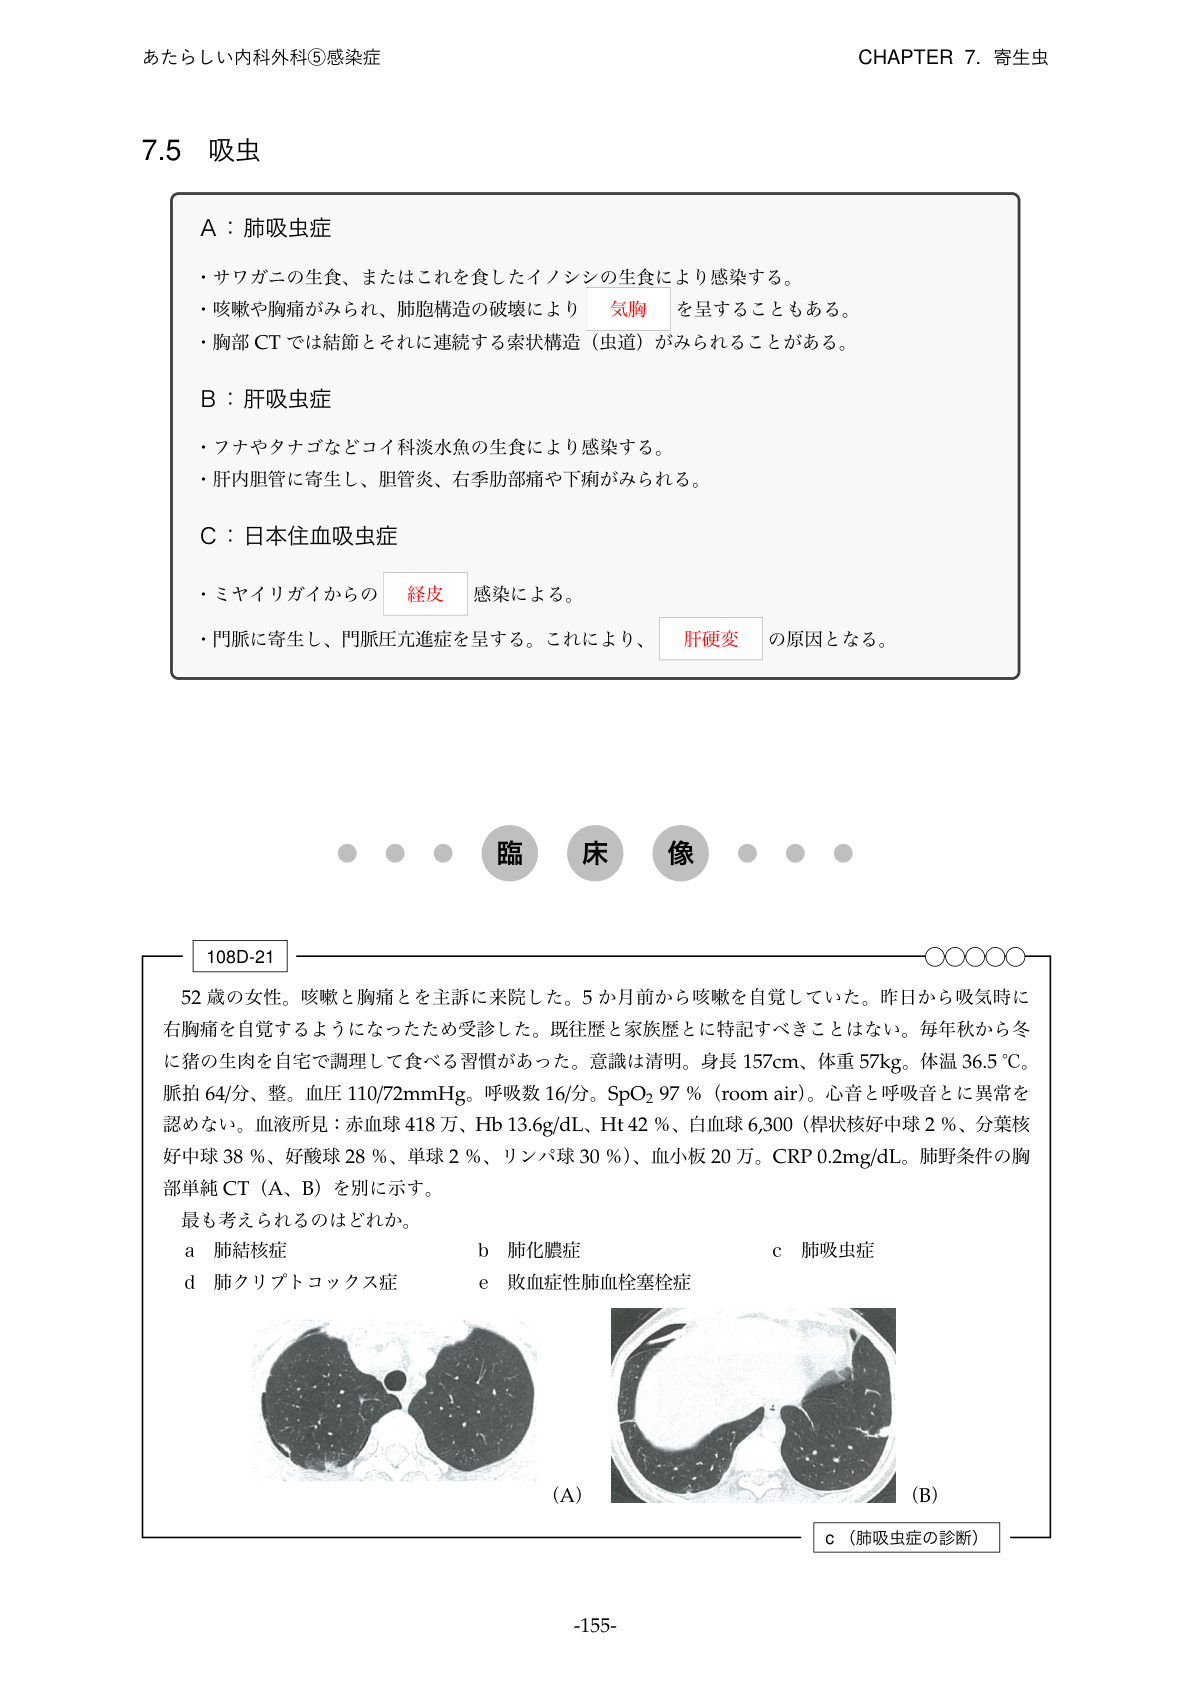 あたらしい内科外科⑤感染症
CHAPTER 7. 寄生虫
7.5 吸虫
A：肺吸虫症
・サワガニの生食、またはこれを食したイノシシの生食により感染する。
・咳嗽や胸痛がみられ、肺胞構造の破壊により 気胸 を呈することもある。
・胸部 CT では結節とそれに連続する索状構造（虫道）がみられることがある。
B：肝吸虫症
・フナやタナゴなどコイ科淡水魚の生食により感染する。
・肝内胆管に寄生し、胆管炎、右季肋部痛や下痢がみられる。
C：日本住血吸虫症
・ミヤイリガイからの 経皮 感染による。
・門脈に寄生し、門脈圧亢進症を呈する。これにより、 肝硬変 の原因となる。
臨 床 像
108D-21
52 歳の女性。咳嗽と胸痛とを主訴に来院した。5 か月前から咳嗽を自覚していた。昨日から吸気時に
右胸痛を自覚するようになったため受診した。既往歴と家族歴とに特記すべきことはない。毎年秋から冬
に猪の生肉を自宅で調理して食べる習慣があった。意識は清明。身長 157cm、体重 57kg。体温 36.5 ℃。
脈拍 64/分、整。血圧 110/72mmHg。呼吸数 16/分。SpO₂ 97 %（room air）。心音と呼吸音とに異常を
認めない。血液所見：赤血球 418 万、Hb 13.6g/dL、Ht 42 %、白血球 6,300（桿状核好中球 2 %、分葉核
好中球 38 %、好酸球 28 %、単球 2 %、リンパ球 30 %）、血小板 20 万。CRP 0.2mg/dL。肺野条件の胸
部単純 CT（A、B）を別に示す。
最も考えられるのはどれか。
a 肺結核症 b 肺化膿症 c 肺吸虫症
d 肺クリプトコックス症 e 敗血症性肺血栓塞栓症
（A） （B）
c （肺吸虫症の診断）
-155-